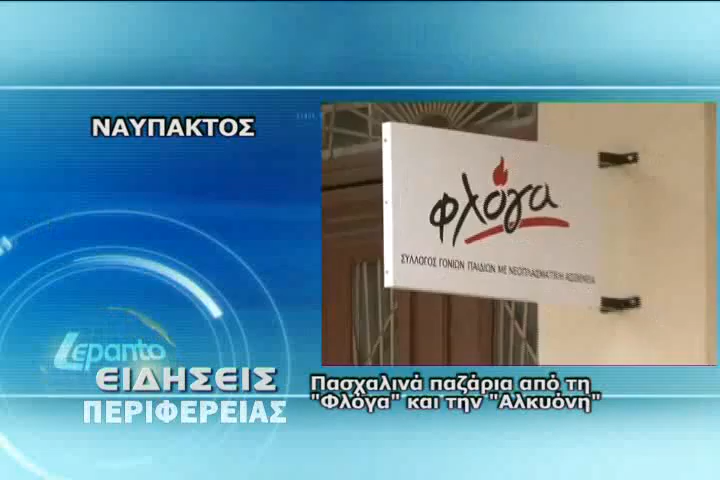 ΝΑΥΠΑΚΤΟΣ
φλόγα
ΣΥΛΛΟΓΟΣ ΓΟΝΙΩΝ ΠΑΙΔΙΩΝ ΜΕ ΝΕΟΠΛΑΣΜΑΤΙΚΗ ΑΣΘΕΝΕΙΑ
Lepanto
ΕΙΔΗΣΕΙΣ
ΠΕΡΙΦΕΡΕΙΑΣ
Πασχαλινά παζάρια από τη
"Φλόγα" και την "Αλκυόνη"